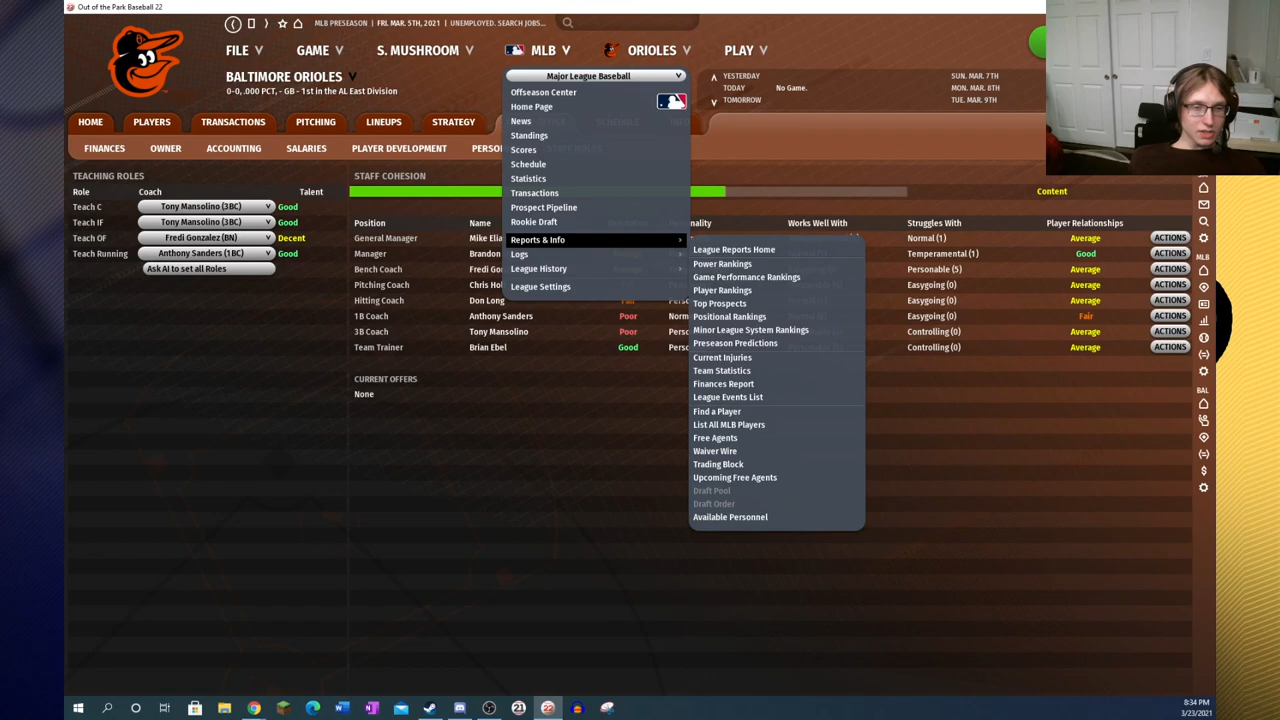 Out of the Park Baseball 22
MLB PRESEASON | FRI. MAR. 5TH, 2021 | UNEMPLOYED. SEARCH JOBS...
FILE GAME S. MUSHROOM MLB ORIOLES PLAY
BALTIMORE ORIOLES
0-0, .000 PCT, - GB - 1st in the AL East Division
Major League Baseball
YESTERDAY SUN. MAR. 7TH
TODAY No Game. MON. MAR. 8TH
TOMORROW TUE. MAR. 9TH
HOME PLAYERS TRANSACTIONS PITCHING LINEUPS STRATEGY
FINANCES OWNER ACCOUNTING SALARIES PLAYER DEVELOPMENT
Offseason Center
Home Page
News
Standings
Scores
Schedule
Statistics
Transactions
Prospect Pipeline
Rookie Draft
Reports & Info
Logs
League History
League Settings
League Reports Home
Power Rankings
Game Performance Rankings
Player Rankings
Top Prospects
Positional Rankings
Minor League System Rankings
Preseason Predictions
Current Injuries
Team Statistics
Finances Report
League Events List
Find a Player
List All MLB Players
Free Agents
Waiver Wire
Trading Block
Upcoming Free Agents
Draft Pool
Draft Order
Available Personnel
TEACHING ROLES
Role Coach Talent
Teach C Tony Mansolino (3BC) Good
Teach IF Tony Mansolino (3BC) Good
Teach OF Fredi Gonzalez (BN) Decent
Teach Running Anthony Sanders (1BC) Good
Ask AI to set all Roles
STAFF COHESION Content
Position Name Works Well With Struggles With Player Relationships
General Manager Mike Normal (1) Average ACTIONS
Manager Brandon Temperamental (1) Good ACTIONS
Bench Coach Fredi Personable (5) Average ACTIONS
Pitching Coach Chris Easygoing (0) Average ACTIONS
Hitting Coach Don Long Fair Easygoing (0) Average ACTIONS
1B Coach Anthony Sanders Poor Easygoing (0) Fair ACTIONS
3B Coach Tony Mansolino Poor Controlling (0) Average ACTIONS
Team Trainer Brian Ebel Good Controlling (0) Average ACTIONS
CURRENT OFFERS
None
MLB
BAL
8:34 PM
3/23/2021